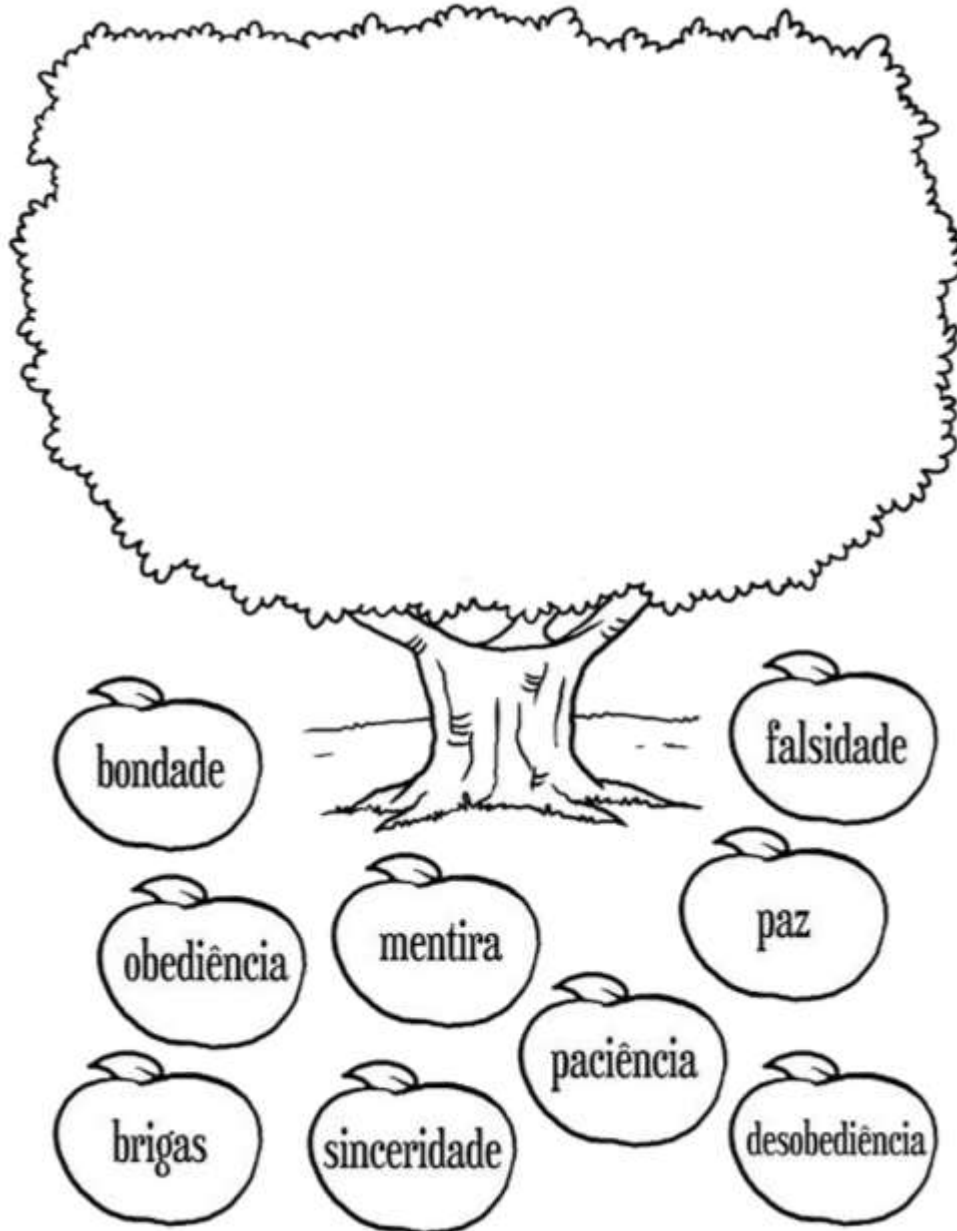 bondade
falsidade
obediência
mentira
paz
paciência
brigas
sinceridade
desobediência